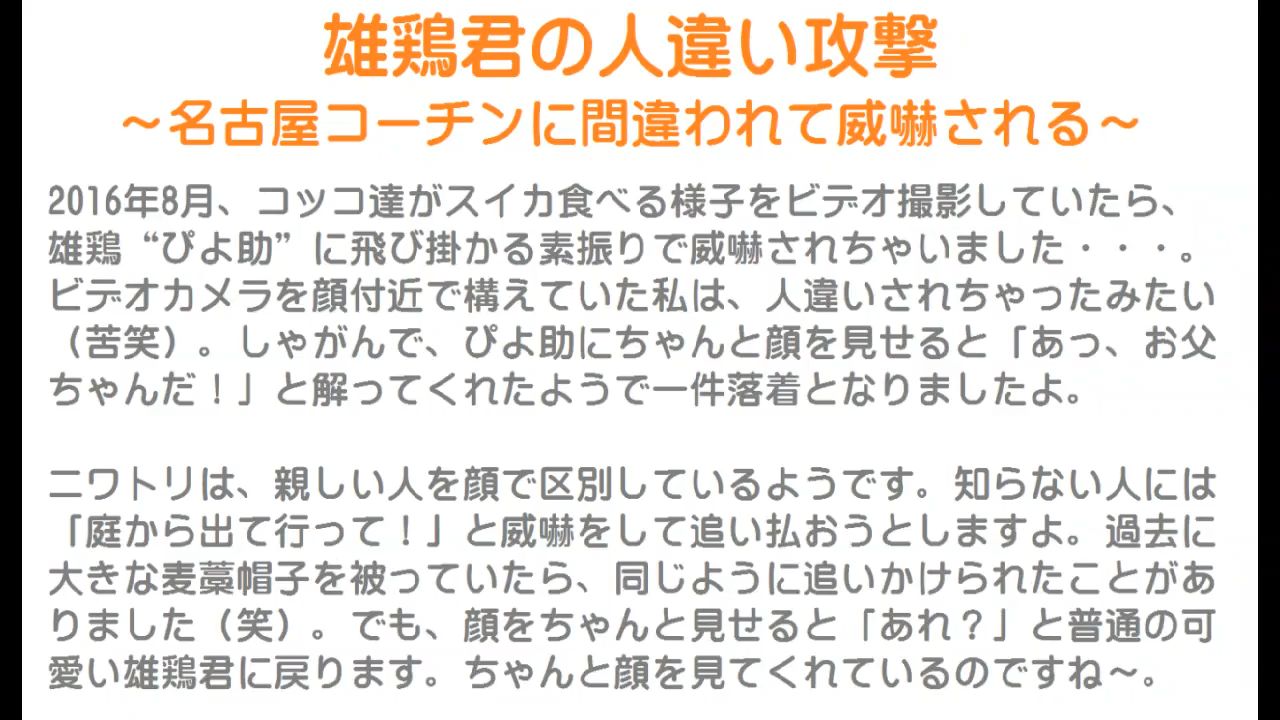 雄鶏君の人違い攻撃
～名古屋コーチンに間違われて威嚇される～
2016年8月、コッコ達がスイカ食べる様子をビデオ撮影していたら、
雄鶏“ぴよ助”に飛び掛かる素振りで威嚇されちゃいました・・・。
ビデオカメラを顔付近で構えていた私は、人違いされちゃったみたい
（苦笑）。しゃがんで、ぴよ助にちゃんと顔を見せると「あっ、お父
ちゃんだ！」と解ってくれたようで一件落着となりましたよ。
ニワトリは、親しい人を顔で区別しているようです。知らない人には
「庭から出て行って！」と威嚇をして追い払おうとしますよ。過去に
大きな麦藁帽子を被っていたら、同じように追いかけられたことがあ
りました（笑）。でも、顔をちゃんと見せると「あれ？」と普通の可
愛い雄鶏君に戻ります。ちゃんと顔を見てくれているのですね～。